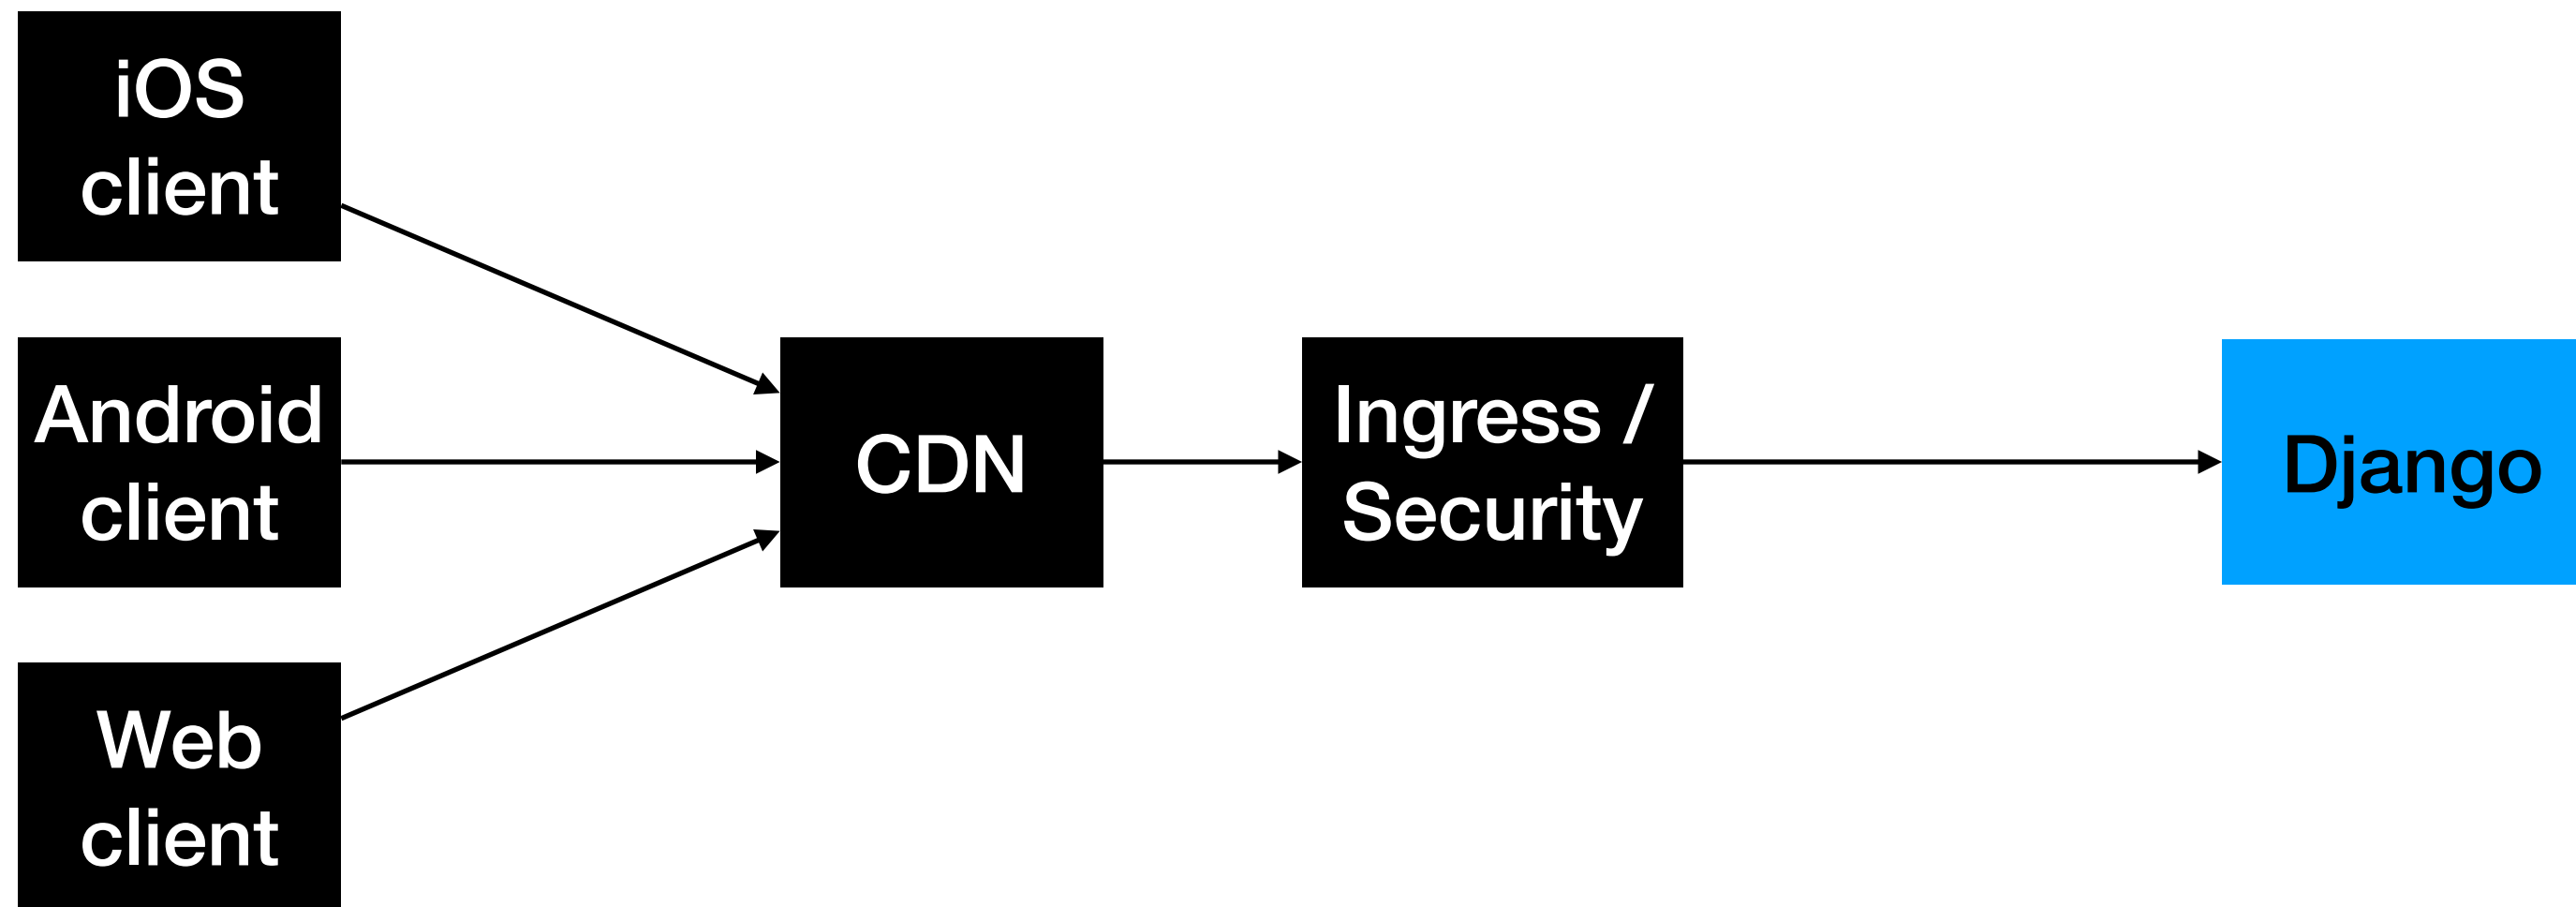 iOS
client
Android
client
Web
client
CDN
Ingress /
Security
Django